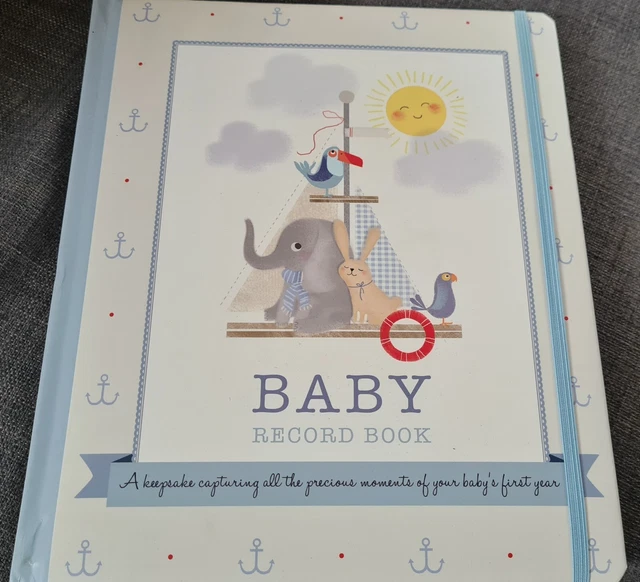 BABY
RECORD BOOK
A keepsake capturing all the precious moments of your baby's first year